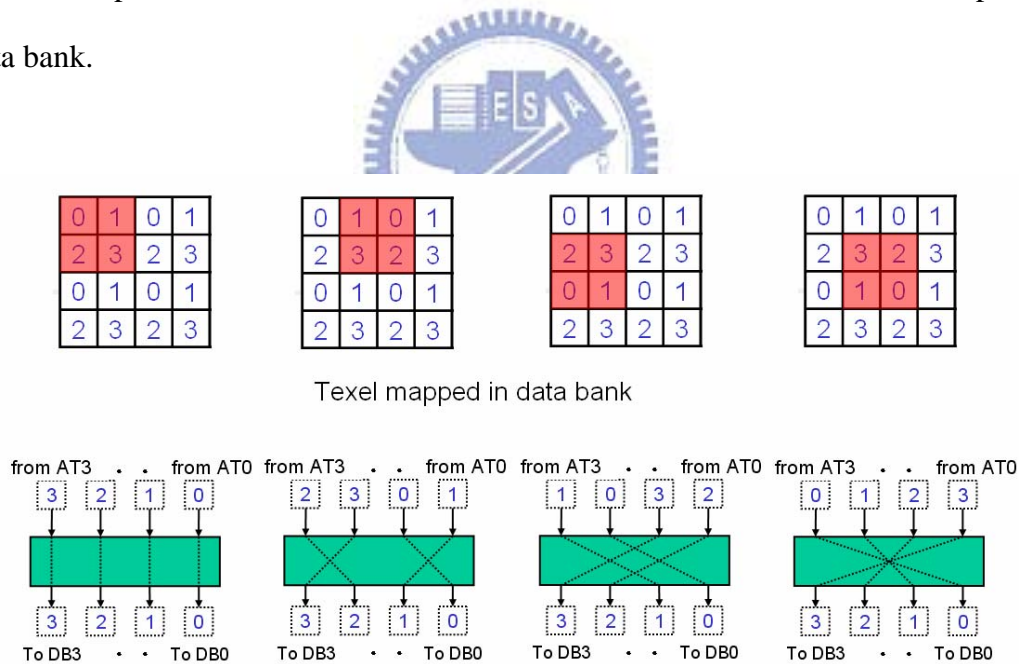 ta bank.
ESA
0 1 0 1
2 3 2 3
0 1 0 1
2 3 2 3
0 1 0 1
2 3 2 3
0 1 0 1
2 3 2 3
0 1 0 1
2 3 2 3
0 1 0 1
2 3 2 3
0 1 0 1
2 3 2 3
0 1 0 1
2 3 2 3
Texel mapped in data bank
from AT3 . . from AT0
3 2 1 0
3 2 1 0
To DB3 . . To DB0
from AT3 . . from AT0
2 3 0 1
3 2 1 0
To DB3 . . To DB0
from AT3 . . from AT0
1 0 3 2
3 2 1 0
To DB3 . . To DB0
from AT3 . . from AT0
0 1 2 3
3 2 1 0
To DB3 . . To DB0